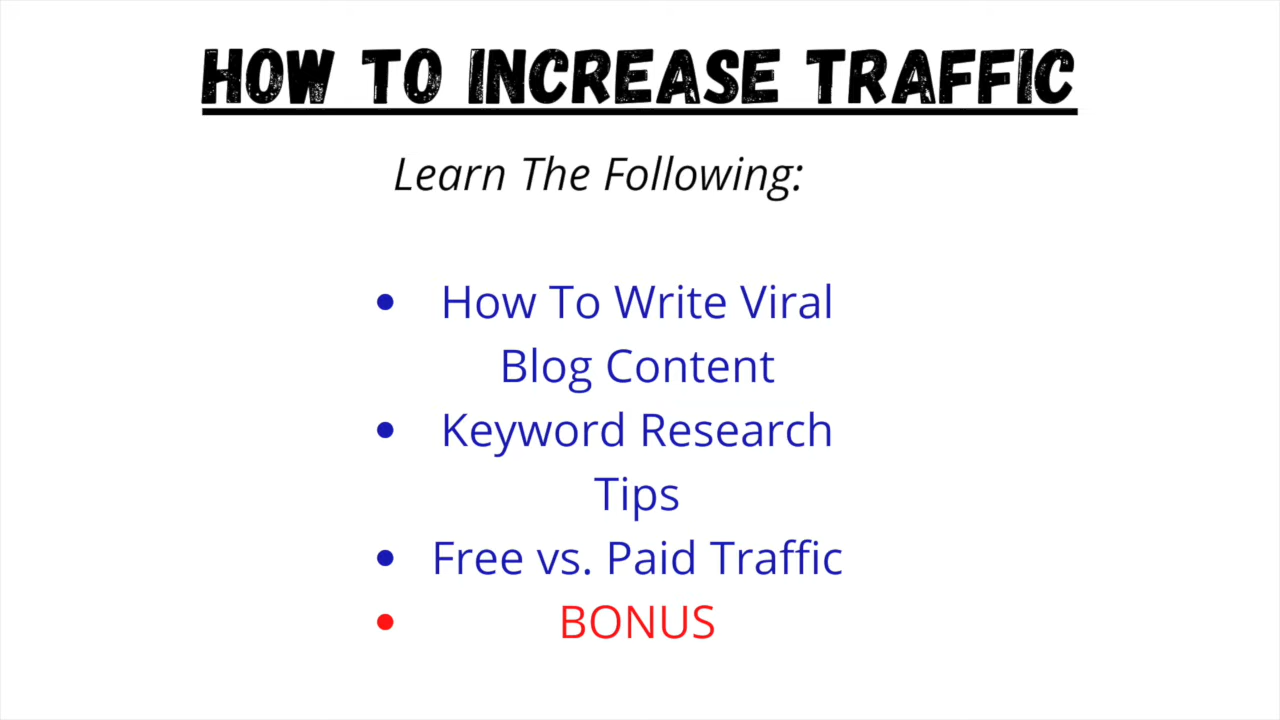 HOW TO INCREASE TRAFFIC
Learn The Following:
• How To Write Viral
Blog Content
• Keyword Research
Tips
• Free vs. Paid Traffic
• BONUS